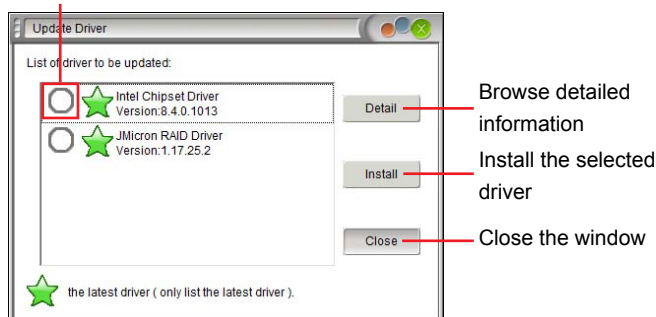 Update Driver
List of driver to be updated:
Intel Chipset Driver
Version:8.4.0.1013
JMicron RAID Driver
Version:1.17.25.2
Detail
Install
Close
the latest driver ( only list the latest driver ).
Browse detailed
information
Install the selected
driver
Close the window